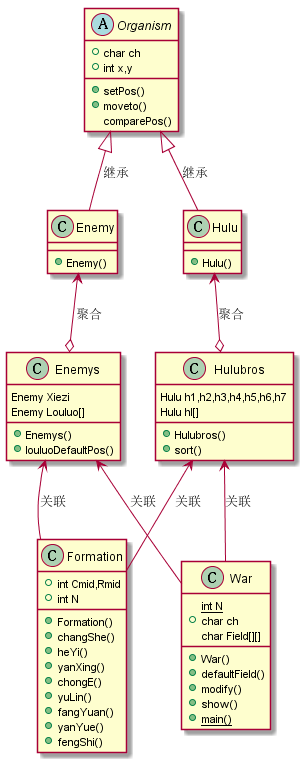 A Organism
char ch
int x,y
setPos()
moveto()
comparePos()
继承
继承
C Enemy
Enemy()
C Hulu
Hulu()
聚合
聚合
C Enemys
Enemy Xiezi
Enemy Louluo[]
Enemys()
louluoDefaultPos()
C Hulubros
Hulu h1,h2,h3,h4,h5,h6,h7
Hulu hl[]
Hulubros()
sort()
关联
关联
关联
关联
C Formation
int Cmid,Rmid
int N
Formation()
changShe()
heYi()
yanXing()
chongE()
yuLin()
fangYuan()
yanYue()
fengShi()
C War
int N
char ch
char Field[][]
War()
defaultField()
modify()
show()
main()